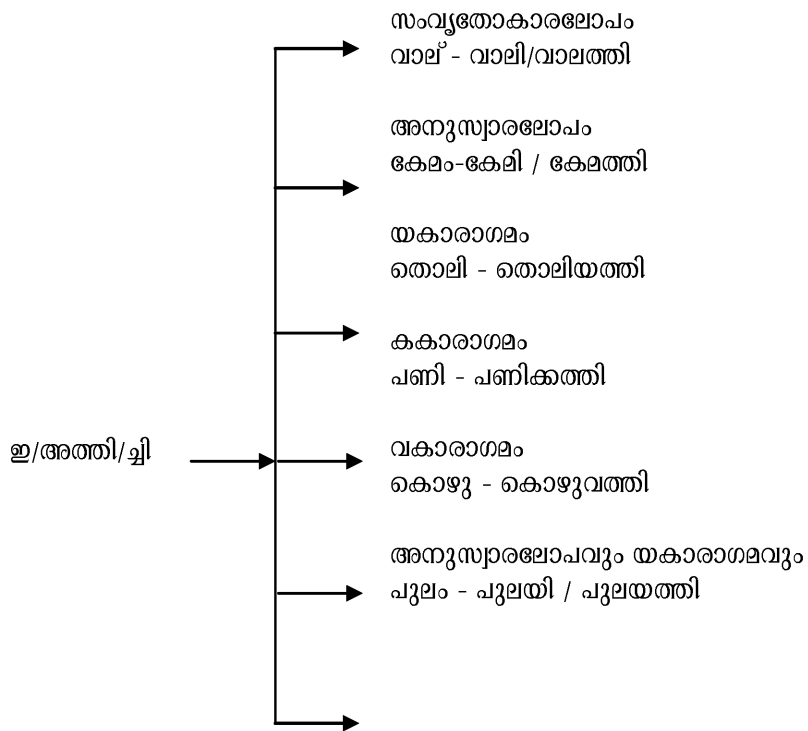 സംവൃതോകാരലോപം
വാല് - വാലി/വാലത്തി
അനുസ്വാരലോപം
കേമം-കേമി / കേമത്തി
യകാരാഗമം
തൊലി - തൊലിയത്തി
കകാരാഗമം
പണി - പണിക്കത്തി
ഇ/അത്തി/ച്ചി
വകാരാഗമം
കൊഴു - കൊഴുവത്തി
അനുസ്വാരലോപവും യകാരാഗമവും
പുലം - പുലയി / പുലയത്തി